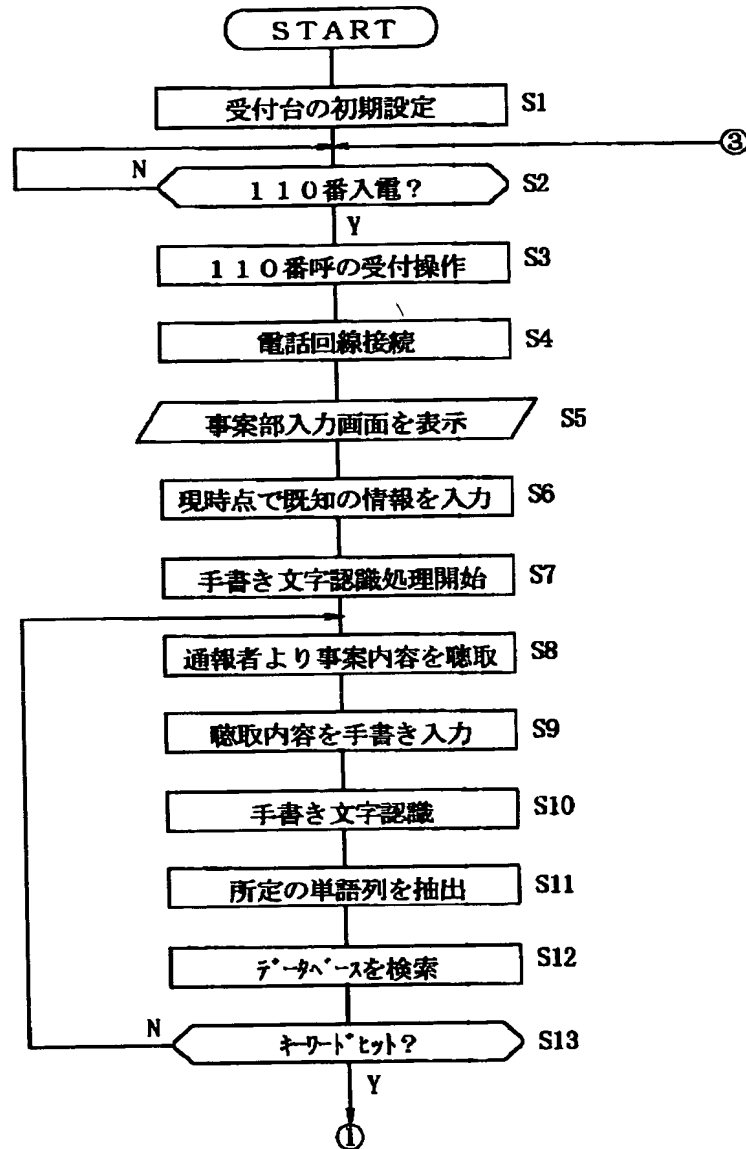 START
受付台の初期設定 S1
③
N
110番入電? S2
Y
110番呼の受付操作 S3
電話回線接続 S4
事案部入力画面を表示 S5
現時点で既知の情報を入力 S6
手書き文字認識処理開始 S7
通報者より事案内容を聴取 S8
聴取内容を手書き入力 S9
手書き文字認識 S10
所定の単語列を抽出 S11
データベースを検索 S12
N
キーワードヒット? S13
Y
①